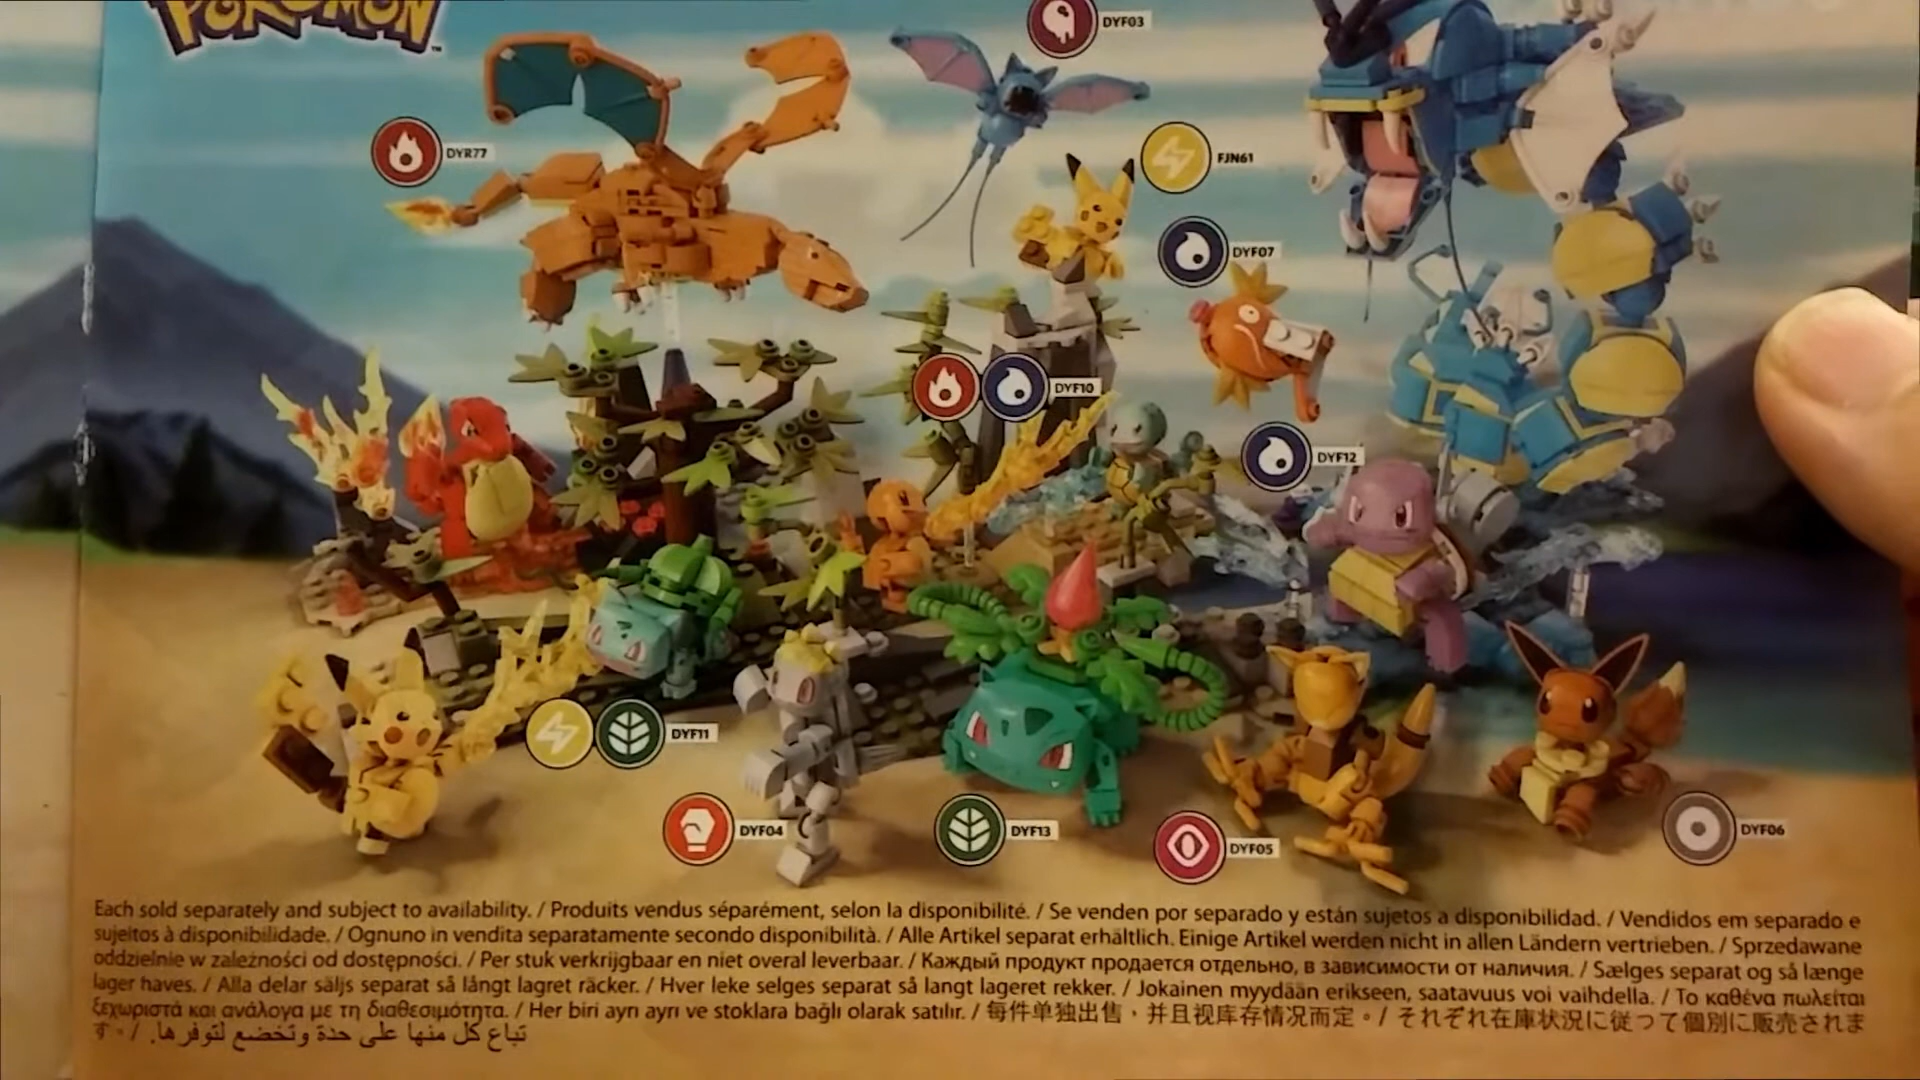 POKÉMON
DYF03
DYR77
FJN61
DYF07
DYF10
DYF12
DYF11
DYF04
DYF13
DYF05
DYF06
Each sold separately and subject to availability. / Produits vendus séparément, selon la disponibilité. / Se venden por separado y están sujetos a disponibilidad. / Vendidos em separado e
sujeitos à disponibilidade. / Ognuno in vendita separatamente secondo disponibilità. / Alle Artikel separat erhältlich. Einige Artikel werden nicht in allen Ländern vertrieben. / Sprzedawane
oddzielnie w zależności od dostępności. / Per stuk verkrijgbaar en niet overal leverbaar. / Каждый продукт продается отдельно, в зависимости от наличия. / Sælges separat og så længe
lager haves. / Alla delar säljs separat så långt lagret räcker. / Hver leke selges separat så langt lageret rekker. / Jokainen myydään erikseen, saatavuus voi vaihdella. / Το καθένα πωλείται
ξεχωριστά και ανάλογα με τη διαθεσιμότητα. / Her biri ayrı ayrı ve stoklara bağlı olarak satılır. / 每件单独出售，并且视库存情况而定。/ それぞれ在庫状況に従って個別に販売されま
す。/ تباع كل منها على حدة وتخضع لتوفرها.